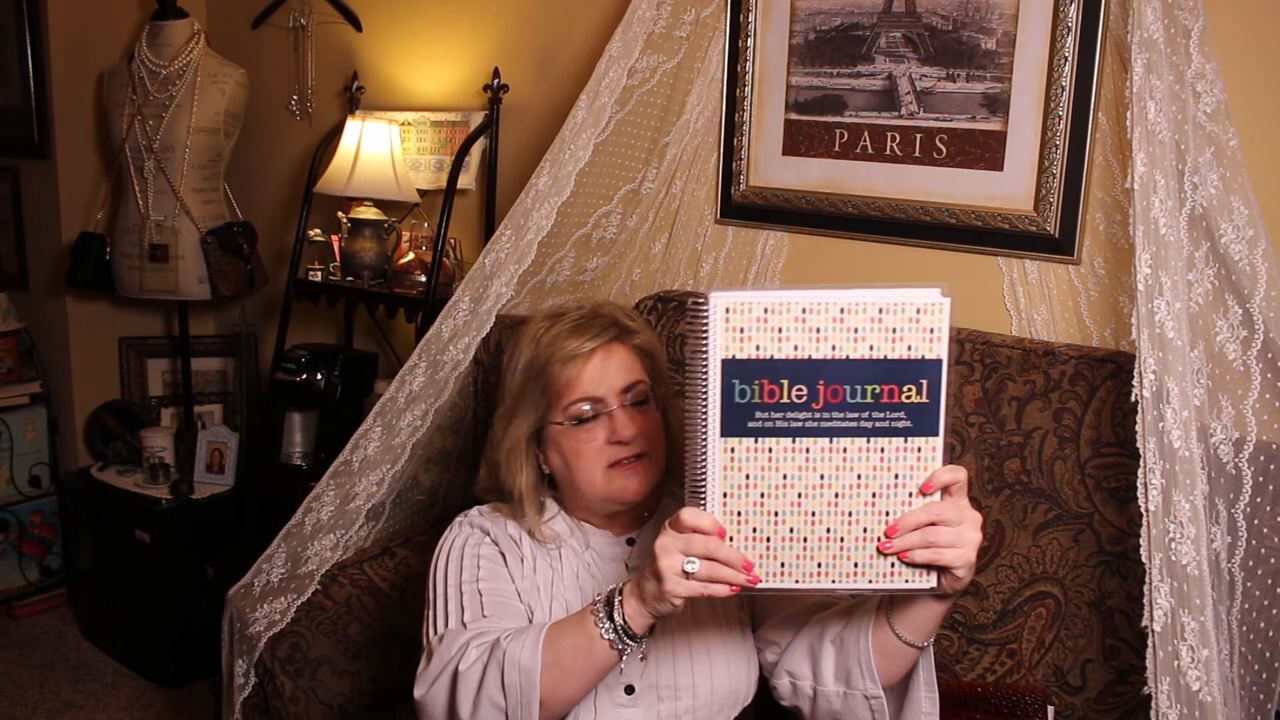 PARIS
bible journal
But her delight is in the law of the Lord,
and on His law she meditates day and night.